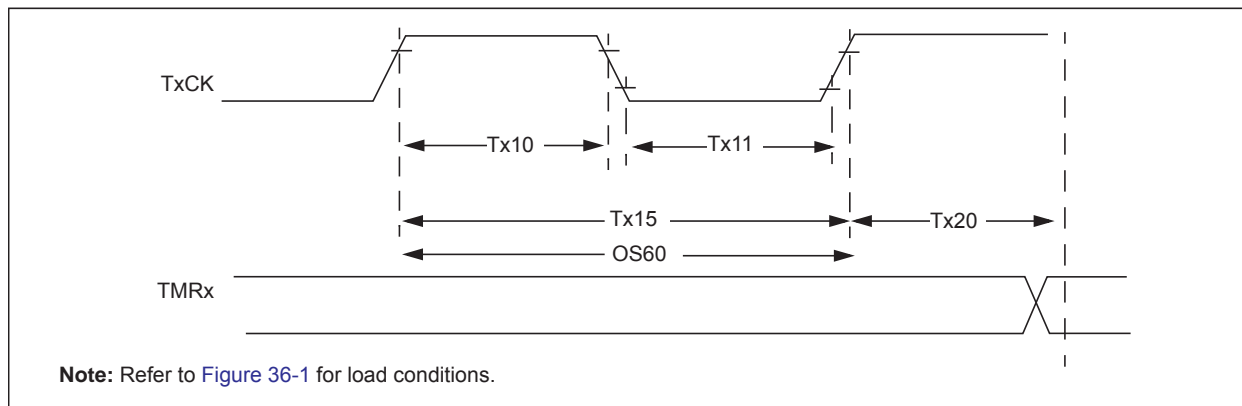 TxCK
Tx10
Tx11
Tx15
Tx20
OS60
TMRx
Note: Refer to Figure 36-1 for load conditions.